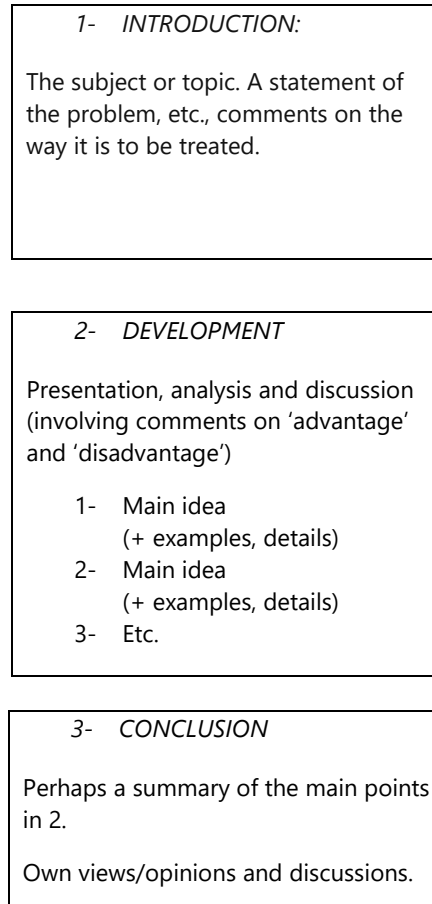 1- INTRODUCTION:
The subject or topic. A statement of
the problem, etc., comments on the
way it is to be treated.
2- DEVELOPMENT
Presentation, analysis and discussion
(involving comments on ‘advantage’
and ‘disadvantage’)
1- Main idea
(+ examples, details)
2- Main idea
(+ examples, details)
3- Etc.
3- CONCLUSION
Perhaps a summary of the main points
in 2.
Own views/opinions and discussions.